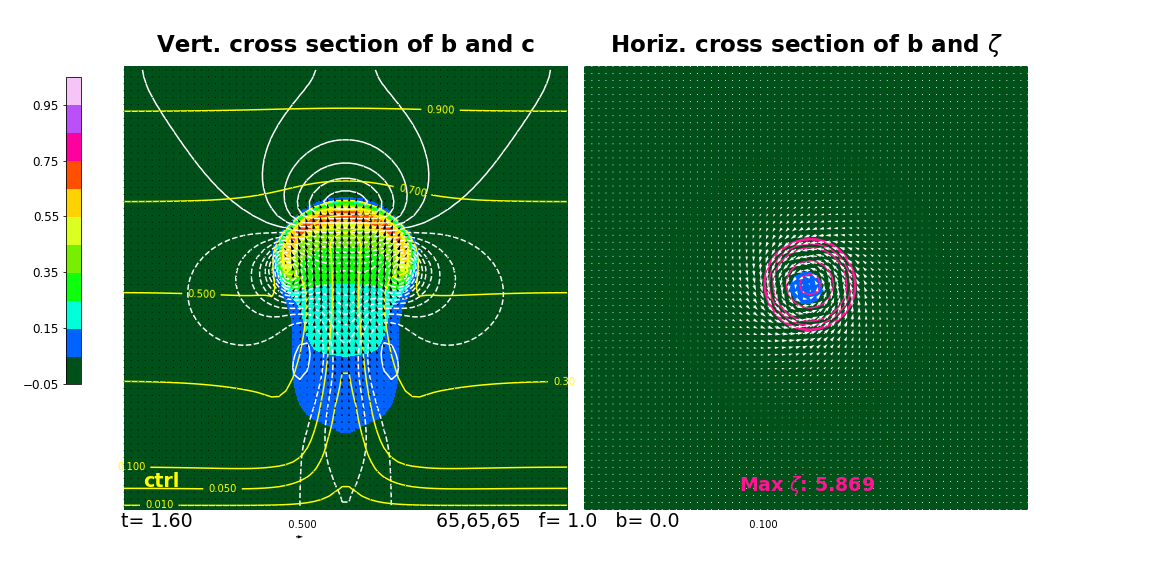 Vert. cross section of b and c
Horiz. cross section of b and ζ
0.95
0.75
0.55
0.35
0.15
−0.05
0.900
0.700
0.500
0.30
0.100
0.050
0.010
ctrl
Max ζ: 5.869
t= 1.60
65,65,65 f= 1.0 b= 0.0
0.500
0.100